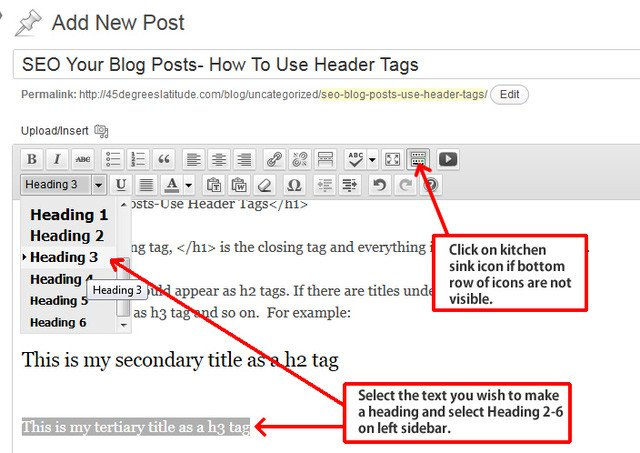 Add New Post
SEO Your Blog Posts- How To Use Header Tags
Permalink: http://45degreeslatitude.com/blog/uncategorized/seo-blog-posts-use-header-tags/ Edit
Upload/Insert
B I ABC ABC
Heading 3 U A T W Ω ?
Heading 1
Heading 2
Heading 3
Heading 4
Heading 5
Heading 6
Heading 3
osts-Use Header Tags</h1>
ng tag, </h1> is the closing tag and everything i
uld appear as h2 tags. If there are titles unde
as h3 tag and so on. For example:
This is my secondary title as a h2 tag
This is my tertiary title as a h3 tag
Click on kitchen
sink icon if bottom
row of icons are not
visible.
Select the text you wish to make
a heading and select Heading 2-6
on left sidebar.